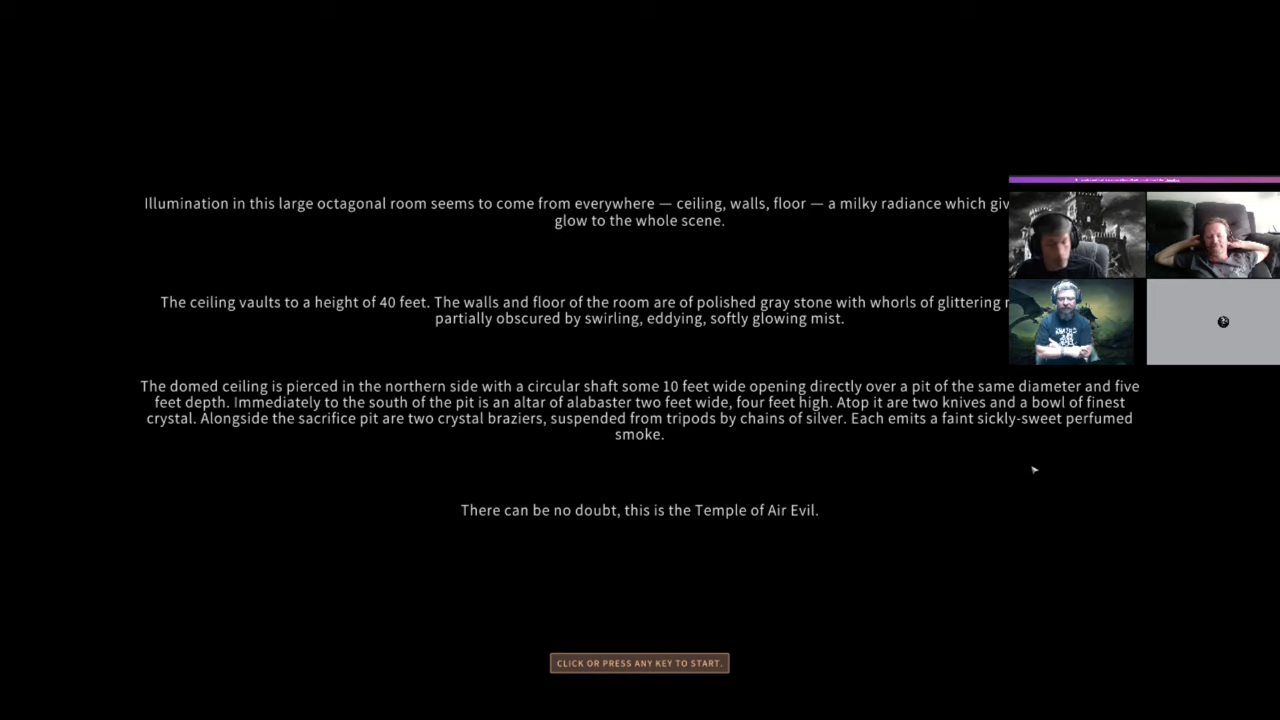 Illumination in this large octagonal room seems to come from everywhere — ceiling, walls, floor — a milky radiance which
glow to the whole scene.
The ceiling vaults to a height of 40 feet. The walls and floor of the room are of polished gray stone with whorls of glittering
partially obscured by swirling, eddying, softly glowing mist.
The domed ceiling is pierced in the northern side with a circular shaft some 10 feet wide opening directly over a pit of the same diameter and five
feet depth. Immediately to the south of the pit is an altar of alabaster two feet wide, four feet high. Atop it are two knives and a bowl of finest
crystal. Alongside the sacrifice pit are two crystal braziers, suspended from tripods by chains of silver. Each emits a faint sickly-sweet perfumed
smoke.
There can be no doubt, this is the Temple of Air Evil.
CLICK OR PRESS ANY KEY TO START.